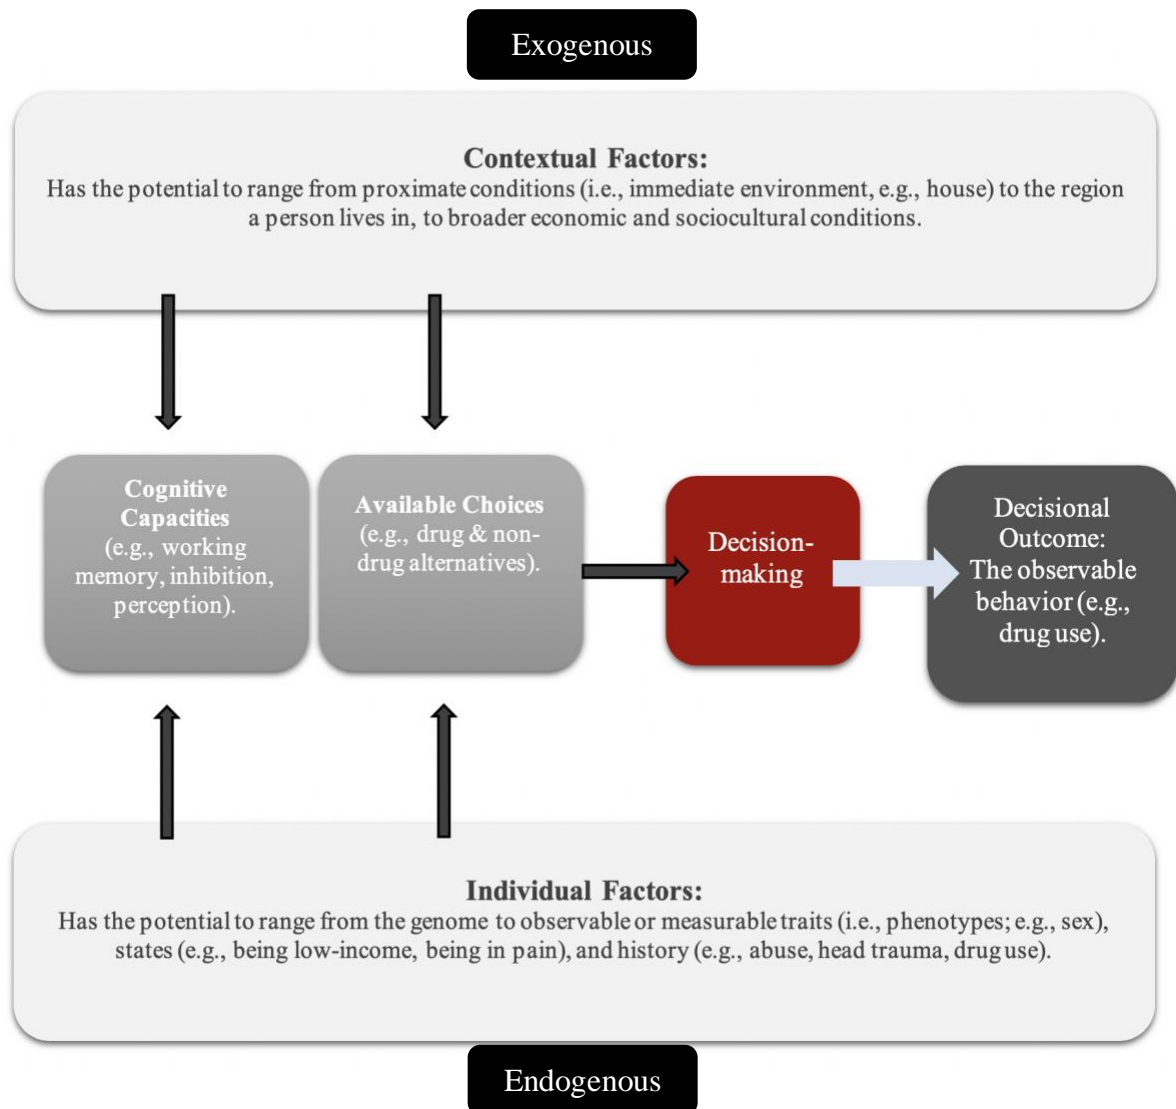 Exogenous
Contextual Factors:
Has the potential to range from proximate conditions (i.e., immediate environment, e.g., house) to the region
a person lives in, to broader economic and sociocultural conditions.
Cognitive
Capacities
(e.g., working
memory, inhibition,
perception).
Available Choices
(e.g., drug & non-
drug alternatives).
Decision-
making
Decisional
Outcome:
The observable
behavior (e.g.,
drug use).
Individual Factors:
Has the potential to range from the genome to observable or measurable traits (i.e., phenotypes; e.g., sex),
states (e.g., being low-income, being in pain), and history (e.g., abuse, head trauma, drug use).
Endogenous